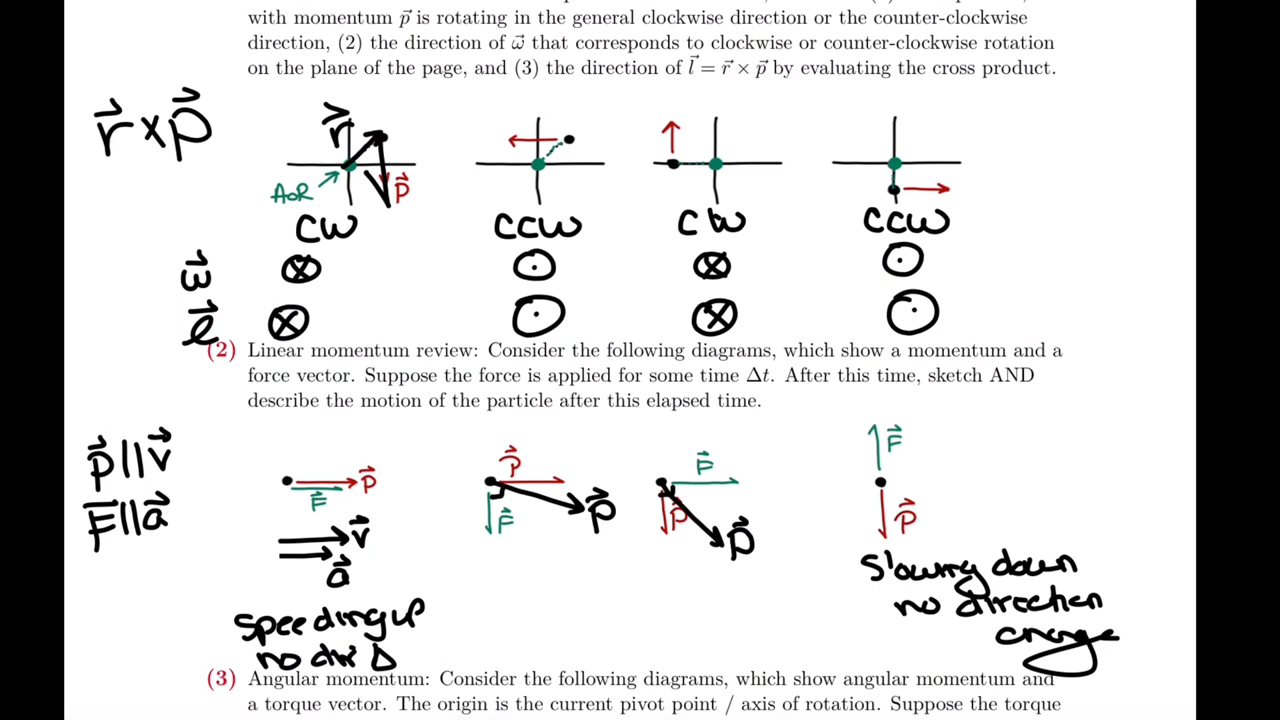 with momentum p⃗ is rotating in the general clockwise direction or the counter-clockwise
direction, (2) the direction of ω⃗ that corresponds to clockwise or counter-clockwise rotation
on the plane of the page, and (3) the direction of l⃗ = r⃗ × p⃗ by evaluating the cross product.
r⃗ x p⃗
r⃗
AoR
p⃗
CW CCW CW CCW
ω⃗
ℓ⃗
(2) Linear momentum review: Consider the following diagrams, which show a momentum and a
force vector. Suppose the force is applied for some time Δt. After this time, sketch AND
describe the motion of the particle after this elapsed time.
p⃗ || v⃗
F || a⃗
F⃗ p⃗
v⃗
a⃗
p⃗
F⃗
p⃗
F⃗
p⃗
p⃗
F⃗
p⃗
speeding up
no dir Δ
Slowing down
no direction
change
(3) Angular momentum: Consider the following diagrams, which show angular momentum and
a torque vector. The origin is the current pivot point / axis of rotation. Suppose the torque